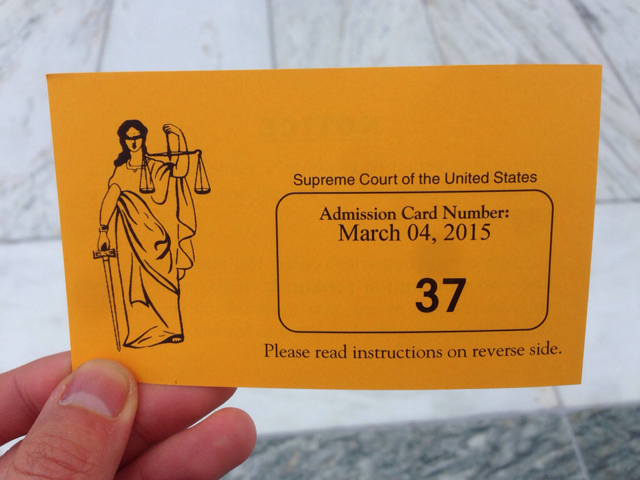 Supreme Court of the United States
Admission Card Number:
March 04, 2015
37
Please read instructions on reverse side.